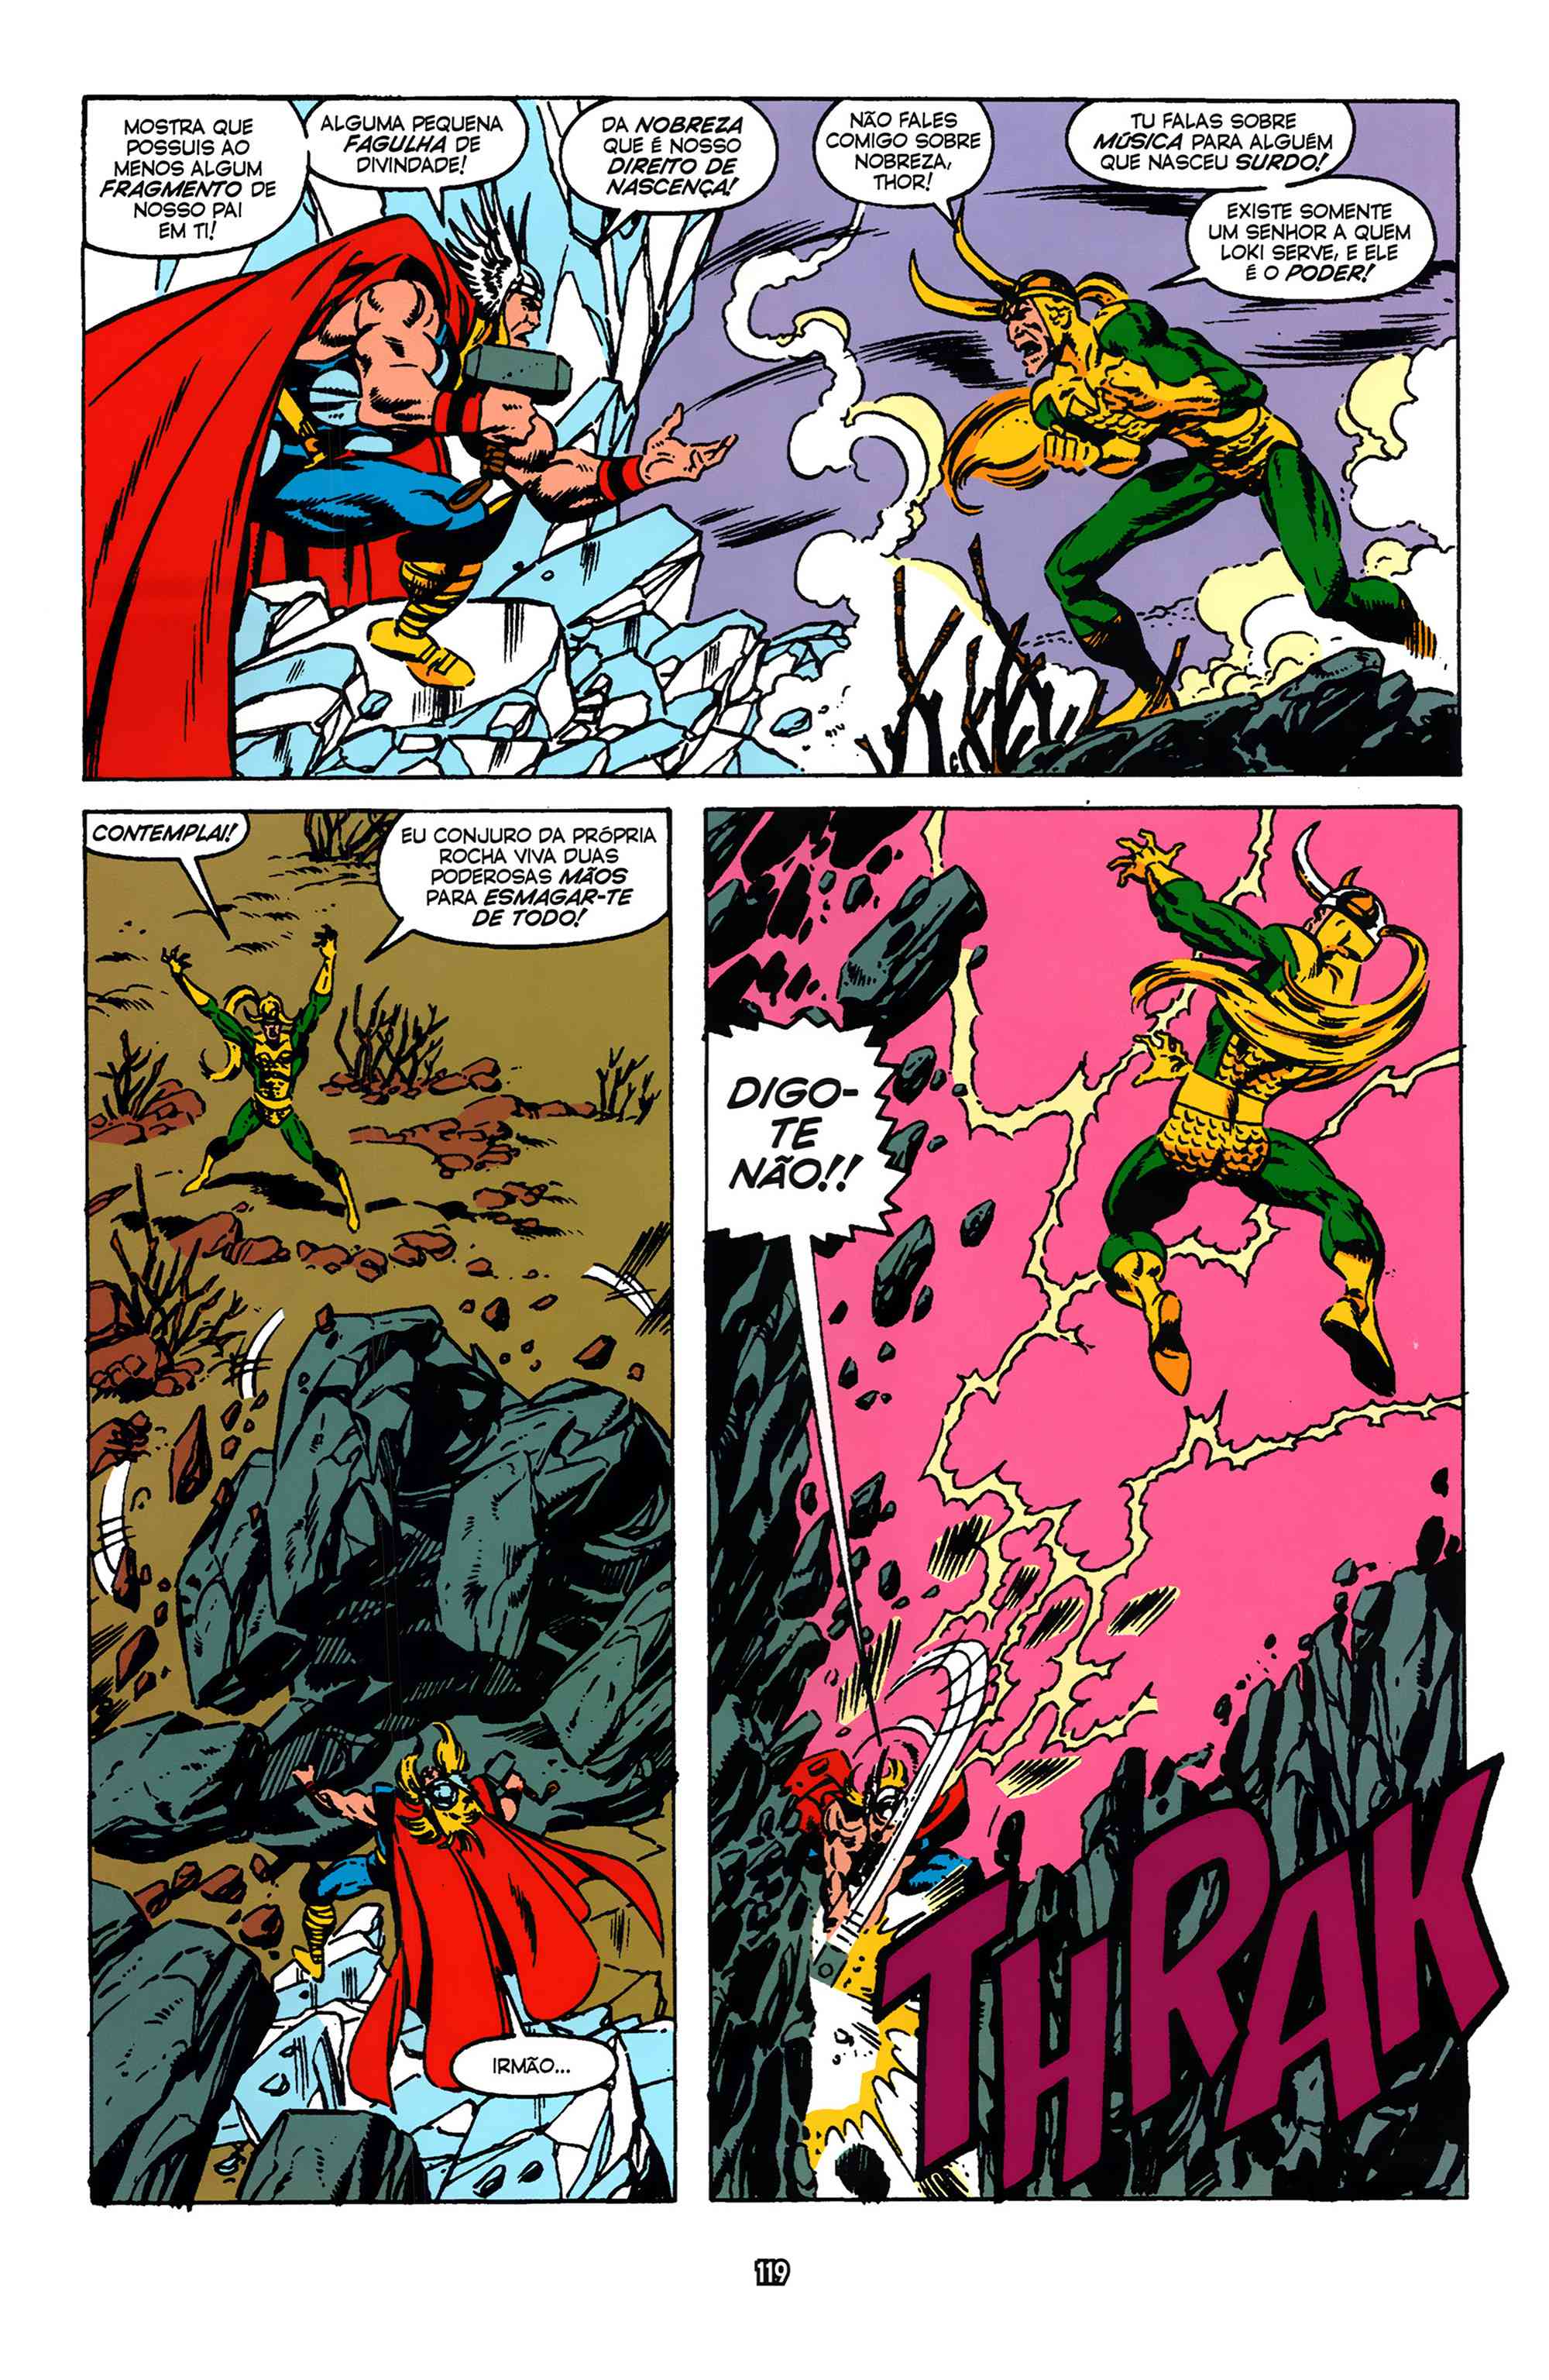 MOSTRA QUE
POSSUIS AO
MENOS ALGUM
FRAGMENTO DE
NOSSO PAI
EM TI!
ALGUMA PEQUENA
FAGULHA DE
DIVINDADE!
DA NOBREZA
QUE É NOSSO
DIREITO DE
NASCENÇA!
NÃO FALES
COMIGO SOBRE
NOBREZA,
THOR!
TU FALAS SOBRE
MÚSICA PARA ALGUÉM
QUE NASCEU SURDO!
EXISTE SOMENTE
UM SENHOR A QUEM
LOKI SERVE, E ELE
É O PODER!
CONTEMPLAI!
EU CONJURO DA PRÓPRIA
ROCHA VIVA DUAS
PODEROSAS MÃOS
PARA ESMAGAR-TE
DE TODO!
IRMÃO...
DIGO-
TE
NÃO!!
THRAK
119